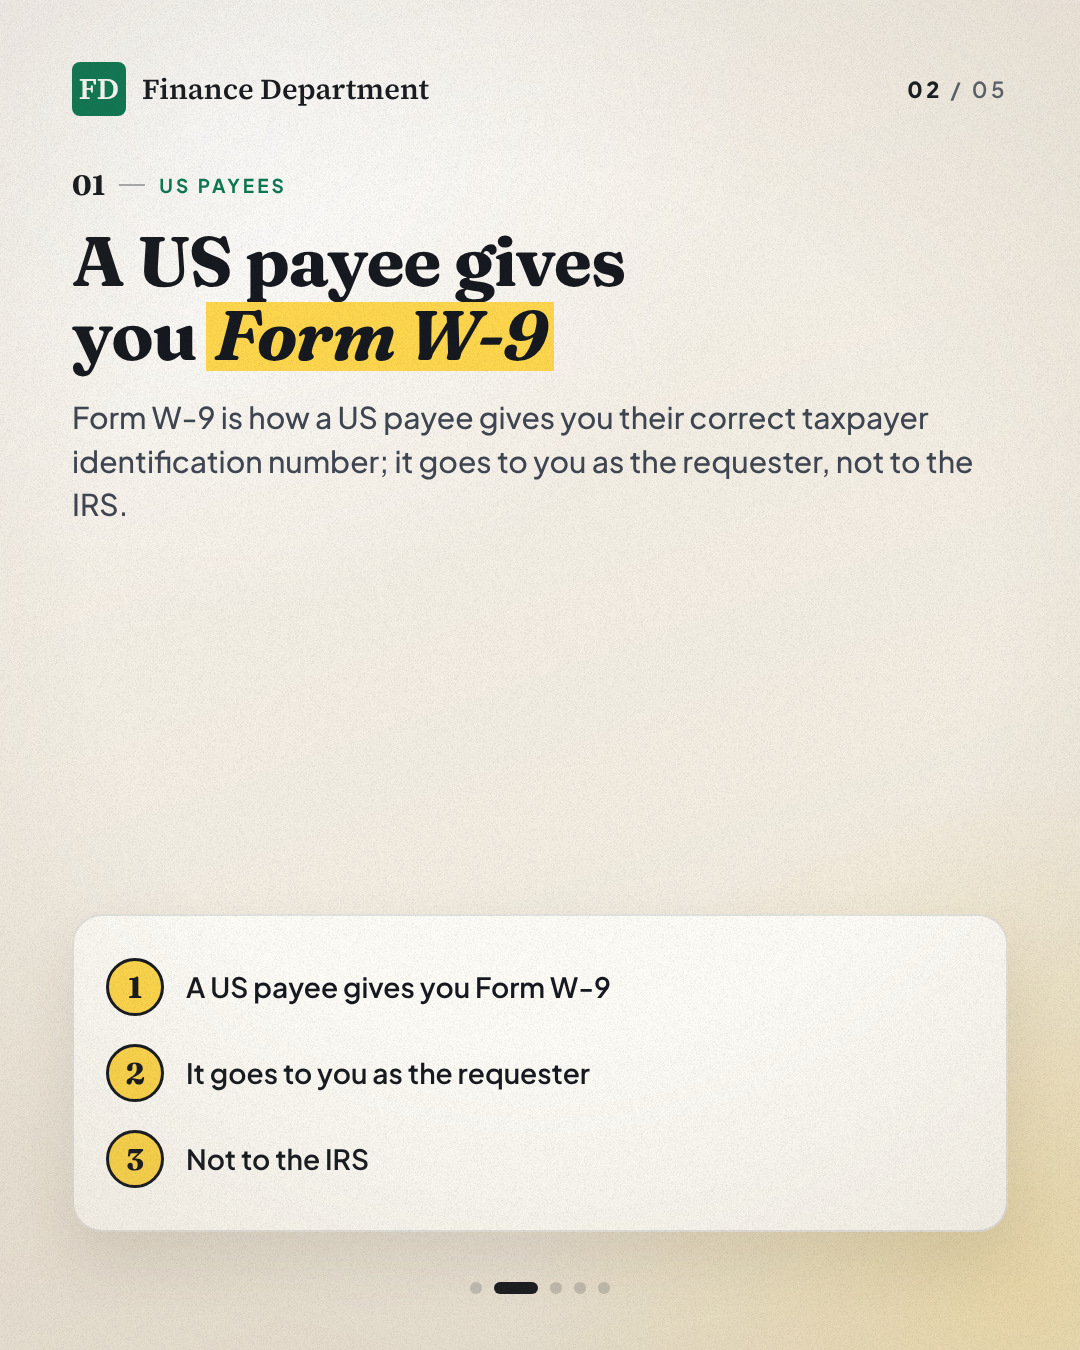 FD Finance Department
02 / 05
01 — US PAYEES
A US payee gives
you Form W-9
Form W-9 is how a US payee gives you their correct taxpayer
identification number; it goes to you as the requester, not to the
IRS.
1 A US payee gives you Form W-9
2 It goes to you as the requester
3 Not to the IRS